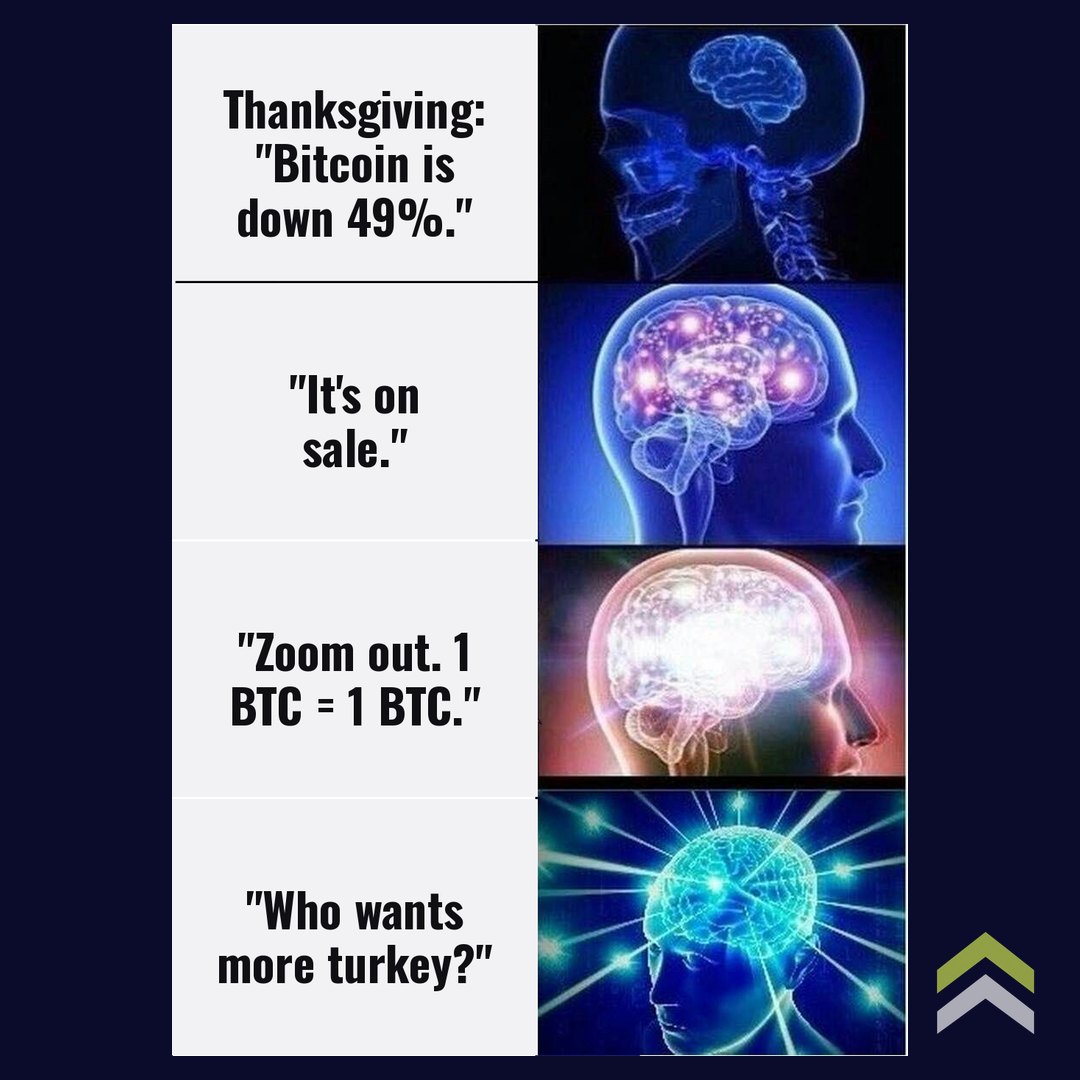 Thanksgiving:
"Bitcoin is
down 49%."
"It's on
sale."
"Zoom out. 1
BTC = 1 BTC."
"Who wants
more turkey?"